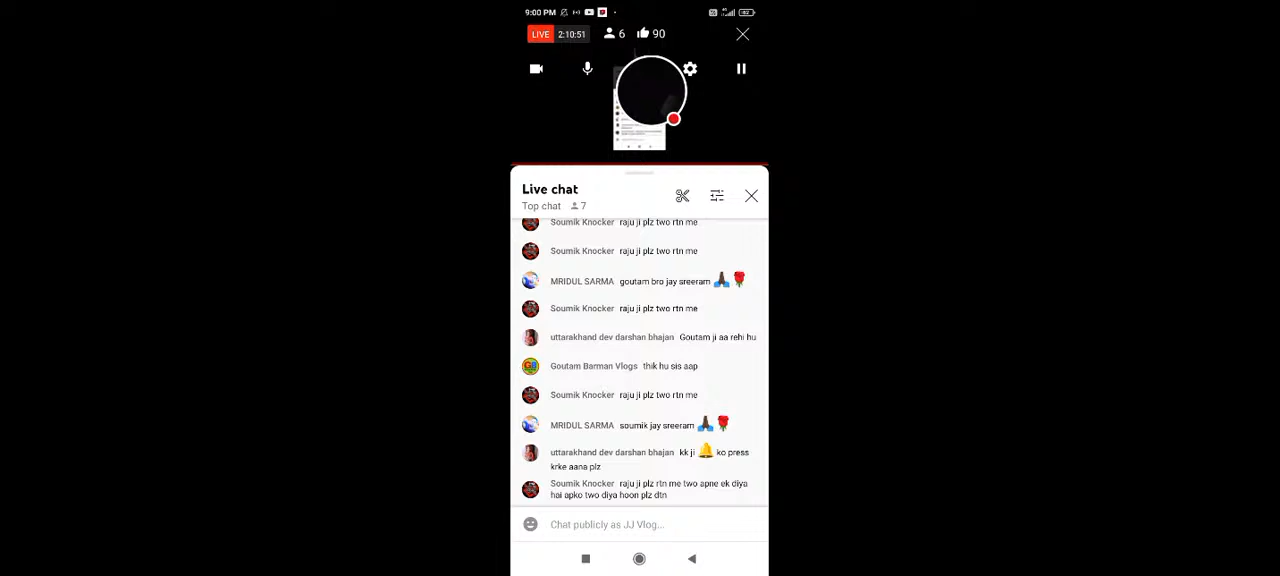 9:00 PM
LIVE 2:10:51 6 90
Live chat
Top chat 7
Soumik Knocker raju ji plz two rtn me
Soumik Knocker raju ji plz two rtn me
MRIDUL SARMA goutam bro jay sreeram 🙏🏿🌹
Soumik Knocker raju ji plz two rtn me
uttarakhand dev darshan bhajan Goutam ji aa rehi hu
Goutam Barman Vlogs thik hu sis aap
Soumik Knocker raju ji plz two rtn me
MRIDUL SARMA soumik jay sreeram 🙏🏿🌹
uttarakhand dev darshan bhajan kk ji 🔔 ko press
krke aana plz
Soumik Knocker raju ji plz rtn me two apne ek diya
hai apko two diya hoon plz dtn
Chat publicly as JJ Vlog...